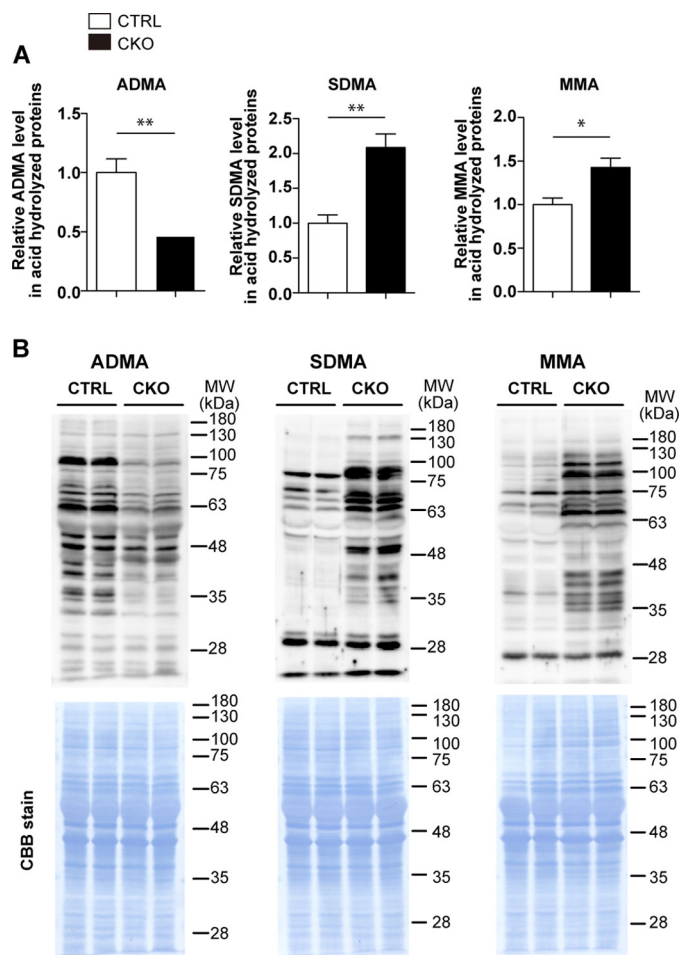 CTRL
CKO
A
ADMA
Relative ADMA level
in acid hydrolyzed proteins
1.5
1.0
0.5
0.0
**
SDMA
Relative SDMA level
in acid hydrolyzed proteins
2.5
2.0
1.5
1.0
0.5
0.0
**
MMA
Relative MMA level
in acid hydrolyzed proteins
2.0
1.5
1.0
0.5
0.0
*
B
ADMA
CTRL CKO MW
(kDa)
180
130
100
75
63
48
35
28
SDMA
CTRL CKO MW
(kDa)
180
130
100
75
63
48
35
28
MMA
CTRL CKO MW
(kDa)
180
130
100
75
63
48
35
28
CBB stain
180
130
100
75
63
48
35
28
180
130
100
75
63
48
35
28
180
130
100
75
63
48
35
28